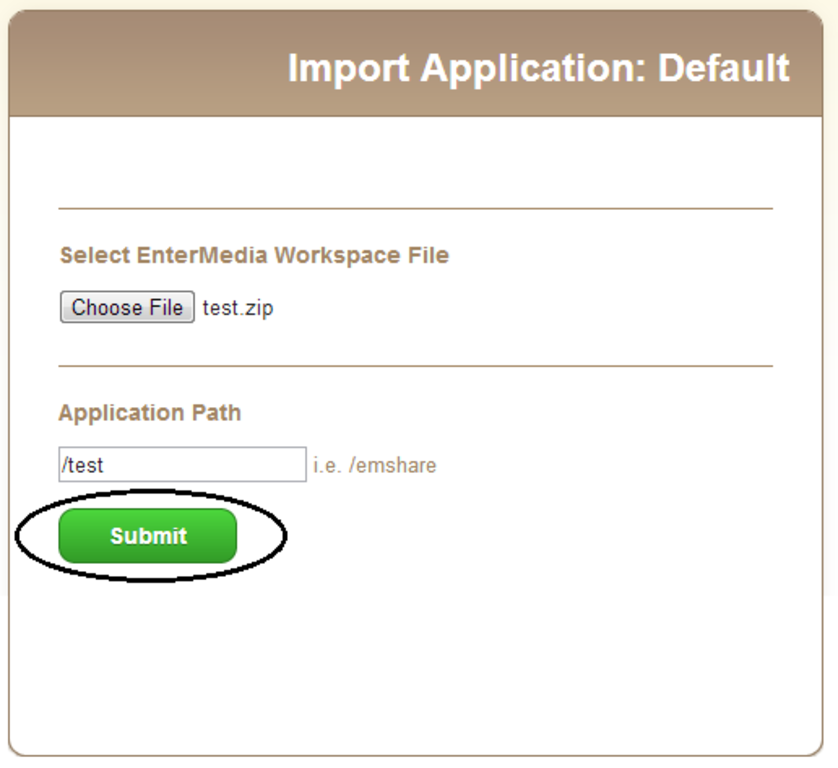 Import Application: Default
Select EnterMedia Workspace File
Choose File test.zip
Application Path
/test i.e. /emshare
Submit